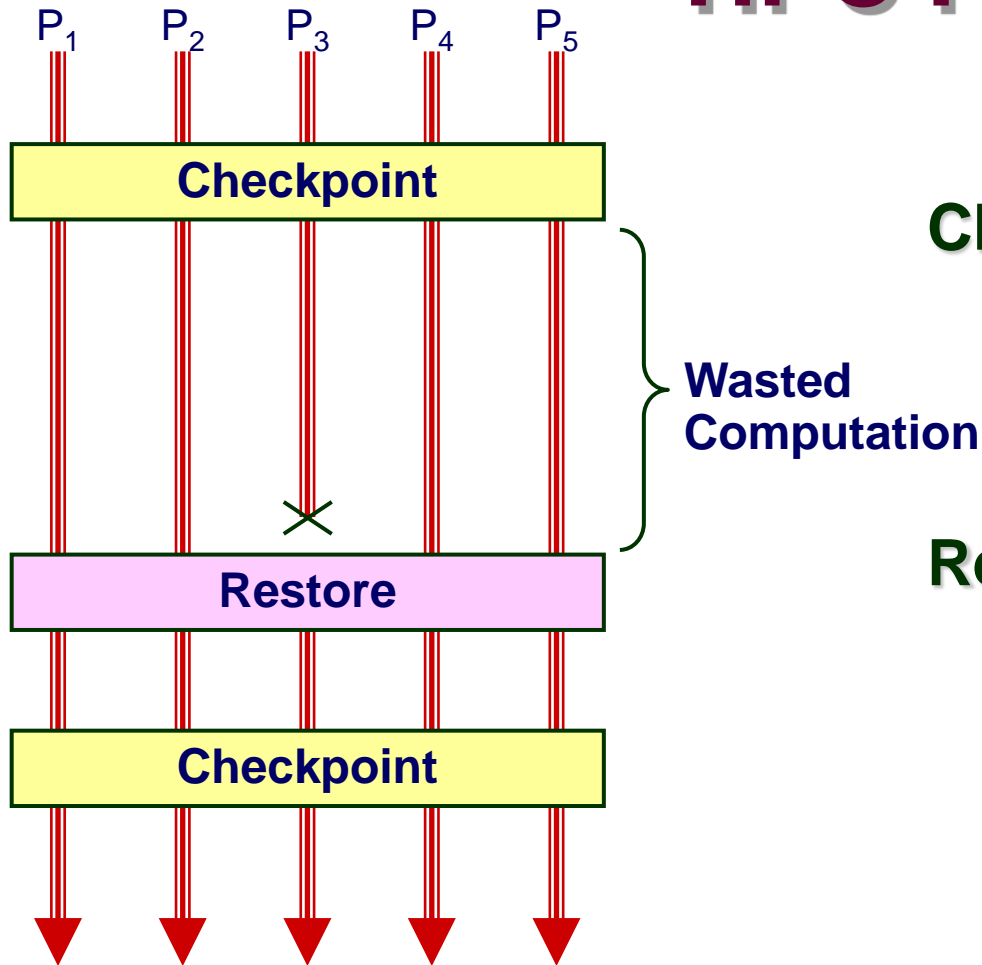 P1 P2 P3 P4 P5
Checkpoint
Wasted
Computation
Restore
Checkpoint